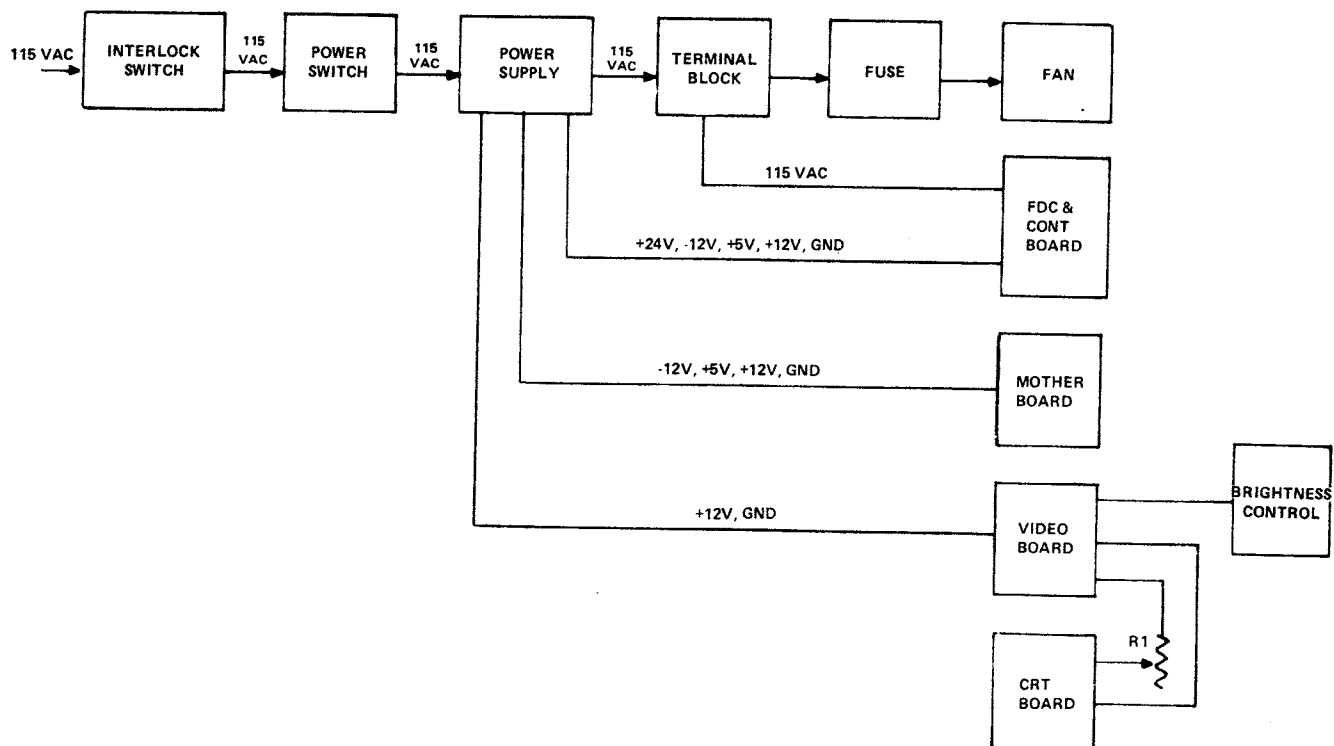 115 VAC
INTERLOCK
SWITCH
115
VAC
POWER
SWITCH
115
VAC
POWER
SUPPLY
115
VAC
TERMINAL
BLOCK
FUSE
FAN
115 VAC
FDC &
CONT
BOARD
+24V, -12V, +5V, +12V, GND
-12V, +5V, +12V, GND
MOTHER
BOARD
+12V, GND
VIDEO
BOARD
BRIGHTNESS
CONTROL
R1
CRT
BOARD